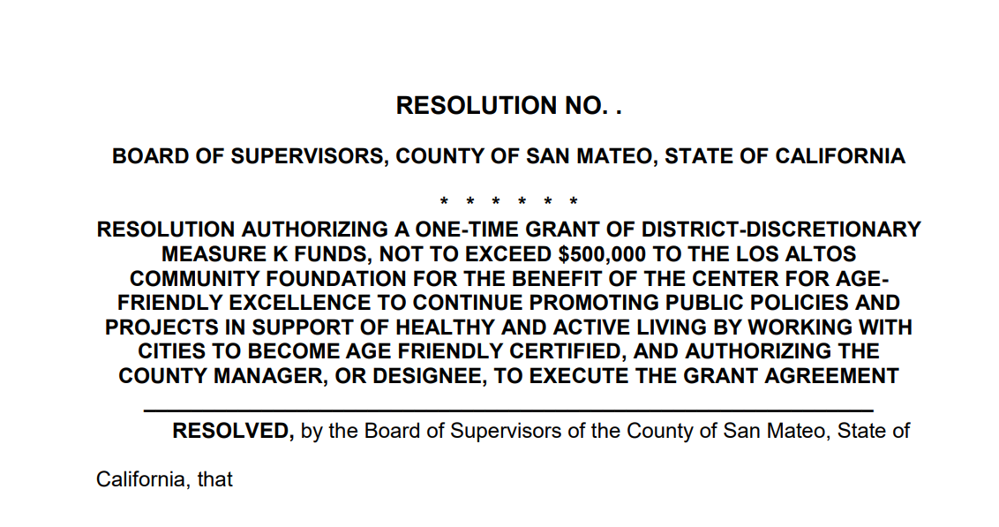 RESOLUTION NO. .
BOARD OF SUPERVISORS, COUNTY OF SAN MATEO, STATE OF CALIFORNIA
* * * * * *
RESOLUTION AUTHORIZING A ONE-TIME GRANT OF DISTRICT-DISCRETIONARY
MEASURE K FUNDS, NOT TO EXCEED $500,000 TO THE LOS ALTOS
COMMUNITY FOUNDATION FOR THE BENEFIT OF THE CENTER FOR AGE-
FRIENDLY EXCELLENCE TO CONTINUE PROMOTING PUBLIC POLICIES AND
PROJECTS IN SUPPORT OF HEALTHY AND ACTIVE LIVING BY WORKING WITH
CITIES TO BECOME AGE FRIENDLY CERTIFIED, AND AUTHORIZING THE
COUNTY MANAGER, OR DESIGNEE, TO EXECUTE THE GRANT AGREEMENT
RESOLVED, by the Board of Supervisors of the County of San Mateo, State of
California, that